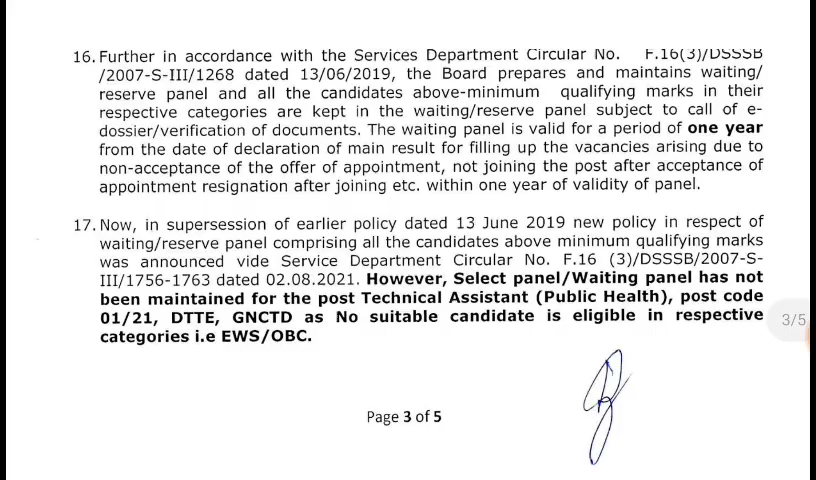 16. Further in accordance with the Services Department Circular No. F.16(3)/DSSSB
/2007-S-III/1268 dated 13/06/2019, the Board prepares and maintains waiting/
reserve panel and all the candidates above-minimum qualifying marks in their
respective categories are kept in the waiting/reserve panel subject to call of e-
dossier/verification of documents. The waiting panel is valid for a period of one year
from the date of declaration of main result for filling up the vacancies arising due to
non-acceptance of the offer of appointment, not joining the post after acceptance of
appointment resignation after joining etc. within one year of validity of panel.
17. Now, in supersession of earlier policy dated 13 June 2019 new policy in respect of
waiting/reserve panel comprising all the candidates above minimum qualifying marks
was announced vide Service Department Circular No. F.16 (3)/DSSSB/2007-S-
III/1756-1763 dated 02.08.2021. However, Select panel/Waiting panel has not
been maintained for the post Technical Assistant (Public Health), post code
01/21, DTTE, GNCTD as No suitable candidate is eligible in respective
categories i.e EWS/OBC.
3/5
Page 3 of 5